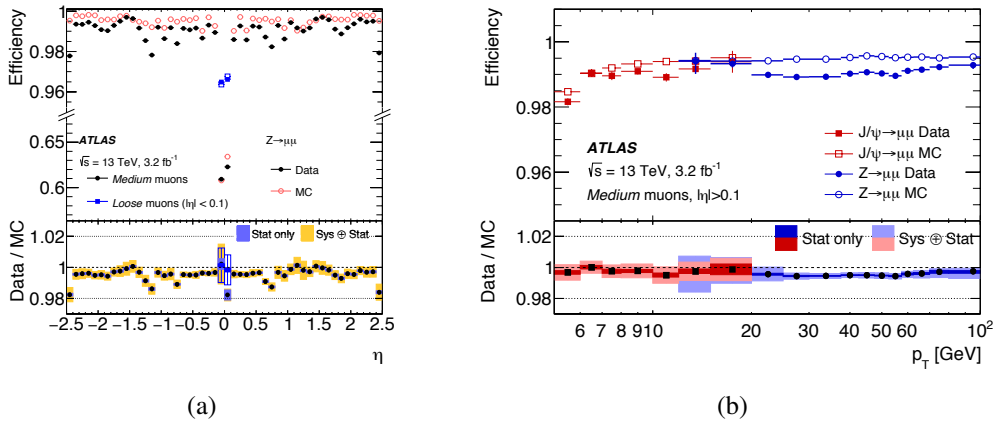 Efficiency
1
0.98
0.96
0.65
0.6
ATLAS
√s = 13 TeV, 3.2 fb⁻¹
Medium muons
Loose muons (|η| < 0.1)
Z→μμ
Data
MC
Data / MC
1.02
1
0.98
Stat only
Sys ⊕ Stat
−2.5 −2 −1.5 −1 −0.5 0 0.5 1 1.5 2 2.5
η
(a)
Efficiency
1
0.98
0.96
ATLAS
√s = 13 TeV, 3.2 fb⁻¹
Medium muons, |η|>0.1
J/ψ→μμ Data
J/ψ→μμ MC
Z→μμ Data
Z→μμ MC
Data / MC
1.02
1
0.98
Stat only
Sys ⊕ Stat
6 7 8 910 20 30 40 50 60 10²
p_T [GeV]
(b)